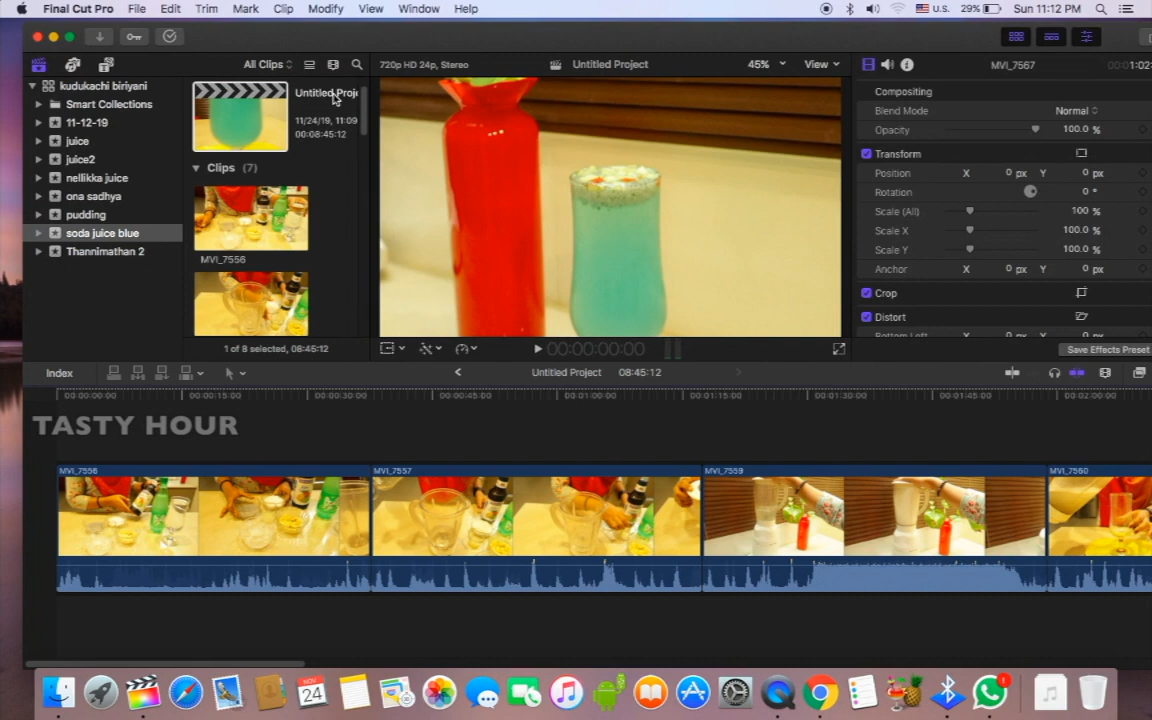 Final Cut Pro File Edit Trim Mark Clip Modify View Window Help U.S. 29% Sun 11:12 PM
All Clips 720p HD 24p, Stereo Untitled Project 45% View MVI_7567 1:02:
kudukachi biriyani
Smart Collections
11-12-19
juice
juice2
nellikka juice
ona sadhya
pudding
soda juice blue
Thannimathan 2
Untitled Proje
11/24/19, 11:09
00:08:45:12
Clips (7)
MVI_7556
1 of 8 selected, 08:45:12
00:00:00:00
Compositing
Blend Mode Normal
Opacity 100.0 %
Transform
Position X 0 px Y 0 px
Rotation 0 °
Scale (All) 100 %
Scale X 100.0 %
Scale Y 100.0 %
Anchor X 0 px Y 0 px
Crop
Distort
Bottom Left 0 px 0 px
Save Effects Preset
Index Untitled Project 08:45:12
00:00:00:00 00:00:15:00 00:00:30:00 00:00:45:00 00:01:00:00 00:01:15:00 00:01:30:00 00:01:45:00 00:02:00:00
TASTY HOUR
MVI_7556 MVI_7557 MVI_7559 MVI_7560
NOV
24